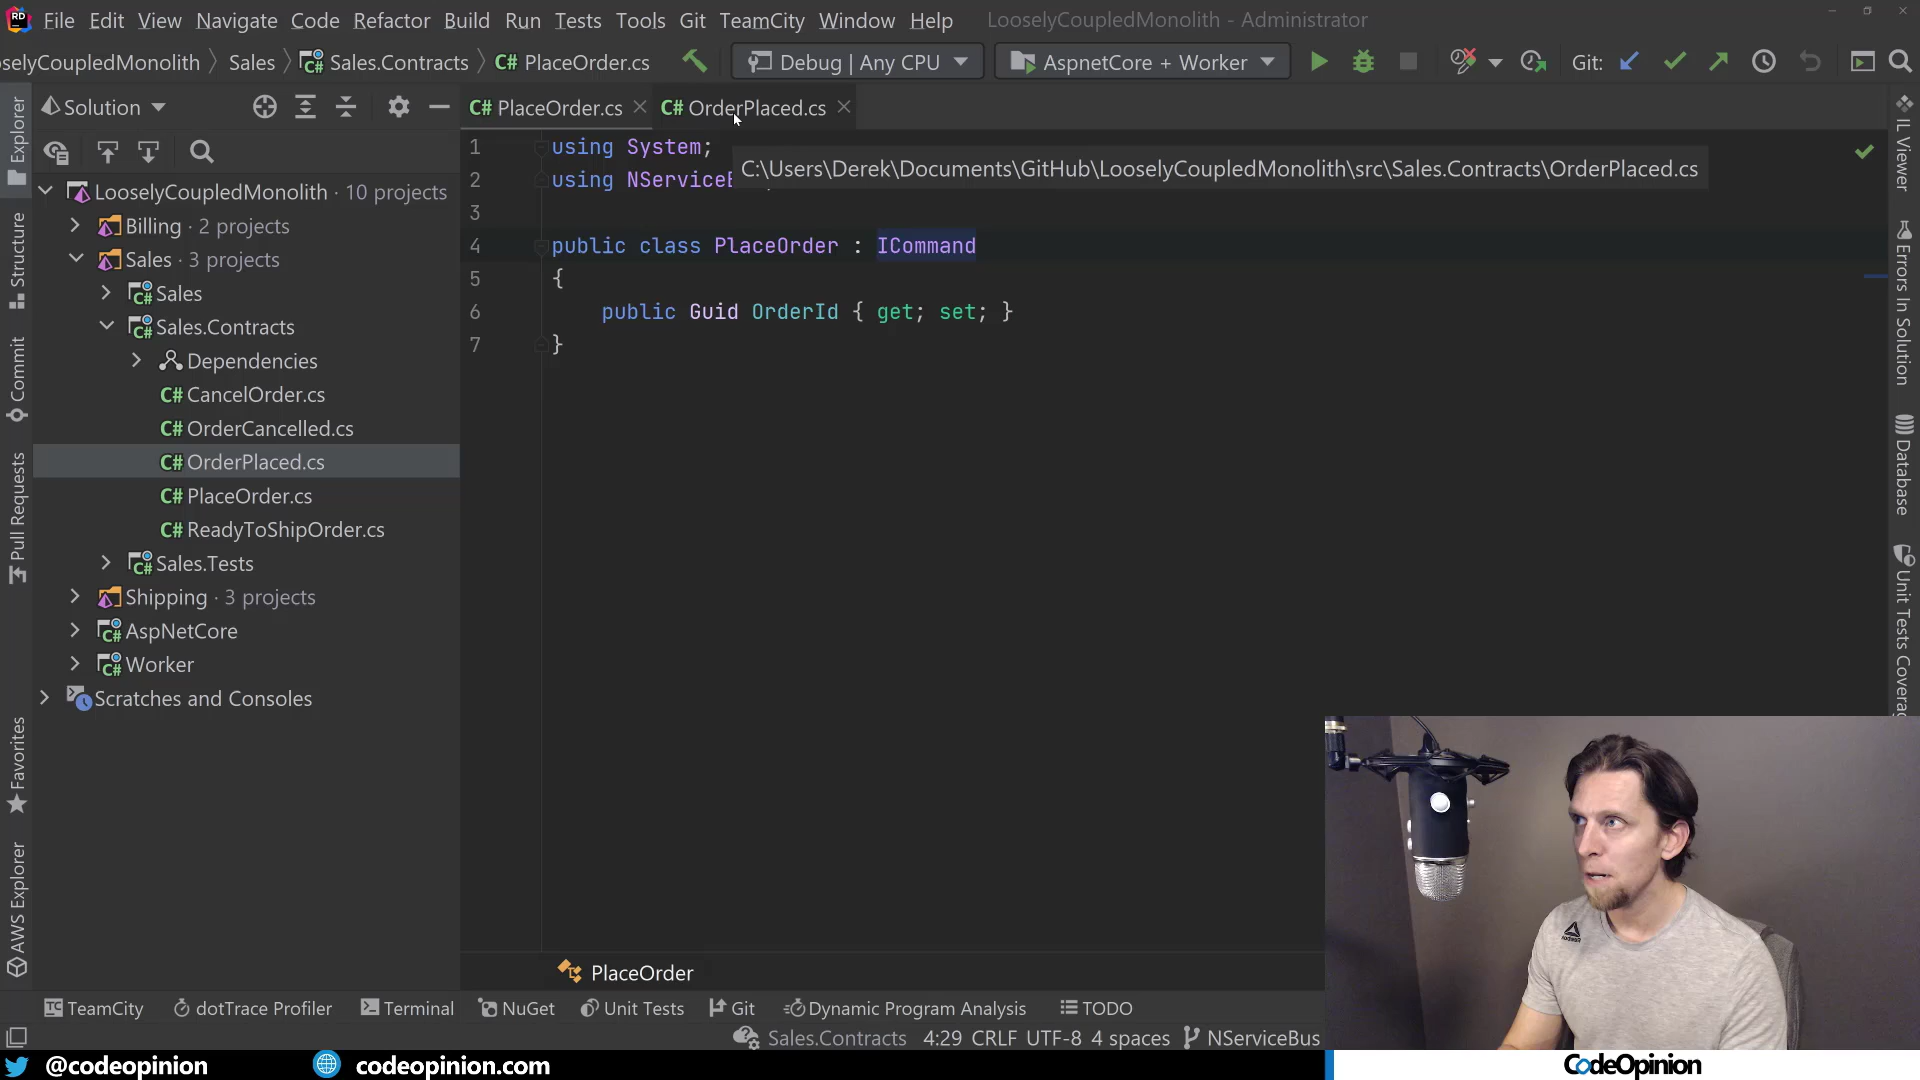 RD File Edit View Navigate Code Refactor Build Run Tests Tools Git TeamCity Window Help LooselyCoupledMonolith - Administrator
selyCoupledMonolith Sales Sales.Contracts C# PlaceOrder.cs Debug | Any CPU AspnetCore + Worker Git:
Solution
C# PlaceOrder.cs
C# OrderPlaced.cs
1 using System;
C:\Users\Derek\Documents\GitHub\LooselyCoupledMonolith\src\Sales.Contracts\OrderPlaced.cs
2 using NServiceB
3
4 public class PlaceOrder : ICommand
5 {
6 public Guid OrderId { get; set; }
7 }
LooselyCoupledMonolith · 10 projects
Billing · 2 projects
Sales · 3 projects
C# Sales
C# Sales.Contracts
Dependencies
C# CancelOrder.cs
C# OrderCancelled.cs
C# OrderPlaced.cs
C# PlaceOrder.cs
C# ReadyToShipOrder.cs
C# Sales.Tests
Shipping · 3 projects
C# AspNetCore
C# Worker
Scratches and Consoles
Explorer
Structure
Commit
Pull Requests
Favorites
AWS Explorer
IL Viewer
Errors In Solution
Database
Unit Tests Coverag
PlaceOrder
TC TeamCity dotTrace Profiler Terminal NuGet Unit Tests Git Dynamic Program Analysis TODO
Sales.Contracts 4:29 CRLF UTF-8 4 spaces NServiceBus
@codeopinion codeopinion.com
CodeOpinion
Reebok